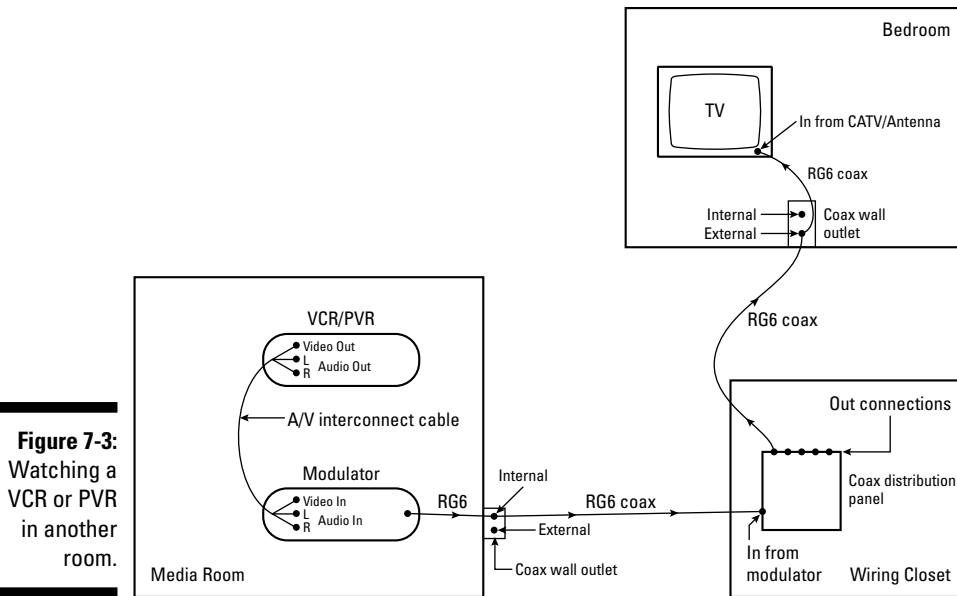 Bedroom
TV
In from CATV/Antenna
RG6 coax
Internal
External
Coax wall
outlet
RG6 coax
VCR/PVR
Video Out
L
Audio Out
R
A/V interconnect cable
Modulator
Video In
L
Audio In
R
RG6
Internal
RG6 coax
External
Coax wall outlet
Media Room
Out connections
Coax distribution
panel
In from
modulator
Wiring Closet
Figure 7-3:
Watching a
VCR or PVR
in another
room.